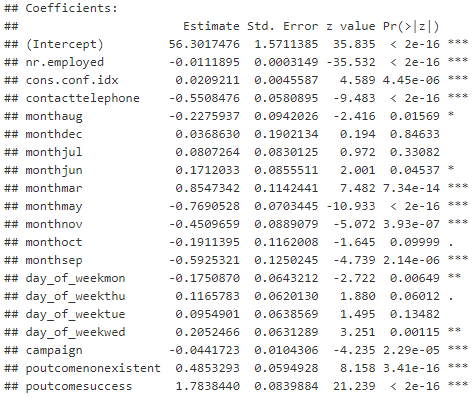 ## Coefficients:
##                      Estimate Std. Error z value Pr(>|z|)
## (Intercept)        56.3017476  1.5711385  35.835  < 2e-16 ***
## nr.employed        -0.0111895  0.0003149 -35.532  < 2e-16 ***
## cons.conf.idx       0.0209211  0.0045587   4.589 4.45e-06 ***
## contacttelephone   -0.5508476  0.0580895  -9.483  < 2e-16 ***
## monthaug           -0.2275937  0.0942026  -2.416  0.01569 *
## monthdec            0.0368630  0.1902134   0.194  0.84633
## monthjul            0.0807264  0.0830125   0.972  0.33082
## monthjun            0.1712033  0.0855511   2.001  0.04537 *
## monthmar            0.8547342  0.1142441   7.482 7.34e-14 ***
## monthmay           -0.7690528  0.0703445 -10.933  < 2e-16 ***
## monthnov           -0.4509659  0.0889079  -5.072 3.93e-07 ***
## monthoct           -0.1911395  0.1162008  -1.645  0.09999 .
## monthsep           -0.5925321  0.1250245  -4.739 2.14e-06 ***
## day_of_weekmon     -0.1750870  0.0643212  -2.722  0.00649 **
## day_of_weekthu      0.1165783  0.0620130   1.880  0.06012 .
## day_of_weektue      0.0954901  0.0638569   1.495  0.13482
## day_of_weekwed      0.2052466  0.0631289   3.251  0.00115 **
## campaign           -0.0441723  0.0104306  -4.235 2.29e-05 ***
## poutcomenonexistent 0.4853293  0.0594928   8.158 3.41e-16 ***
## poutcomesuccess     1.7838440  0.0839884  21.239  < 2e-16 ***